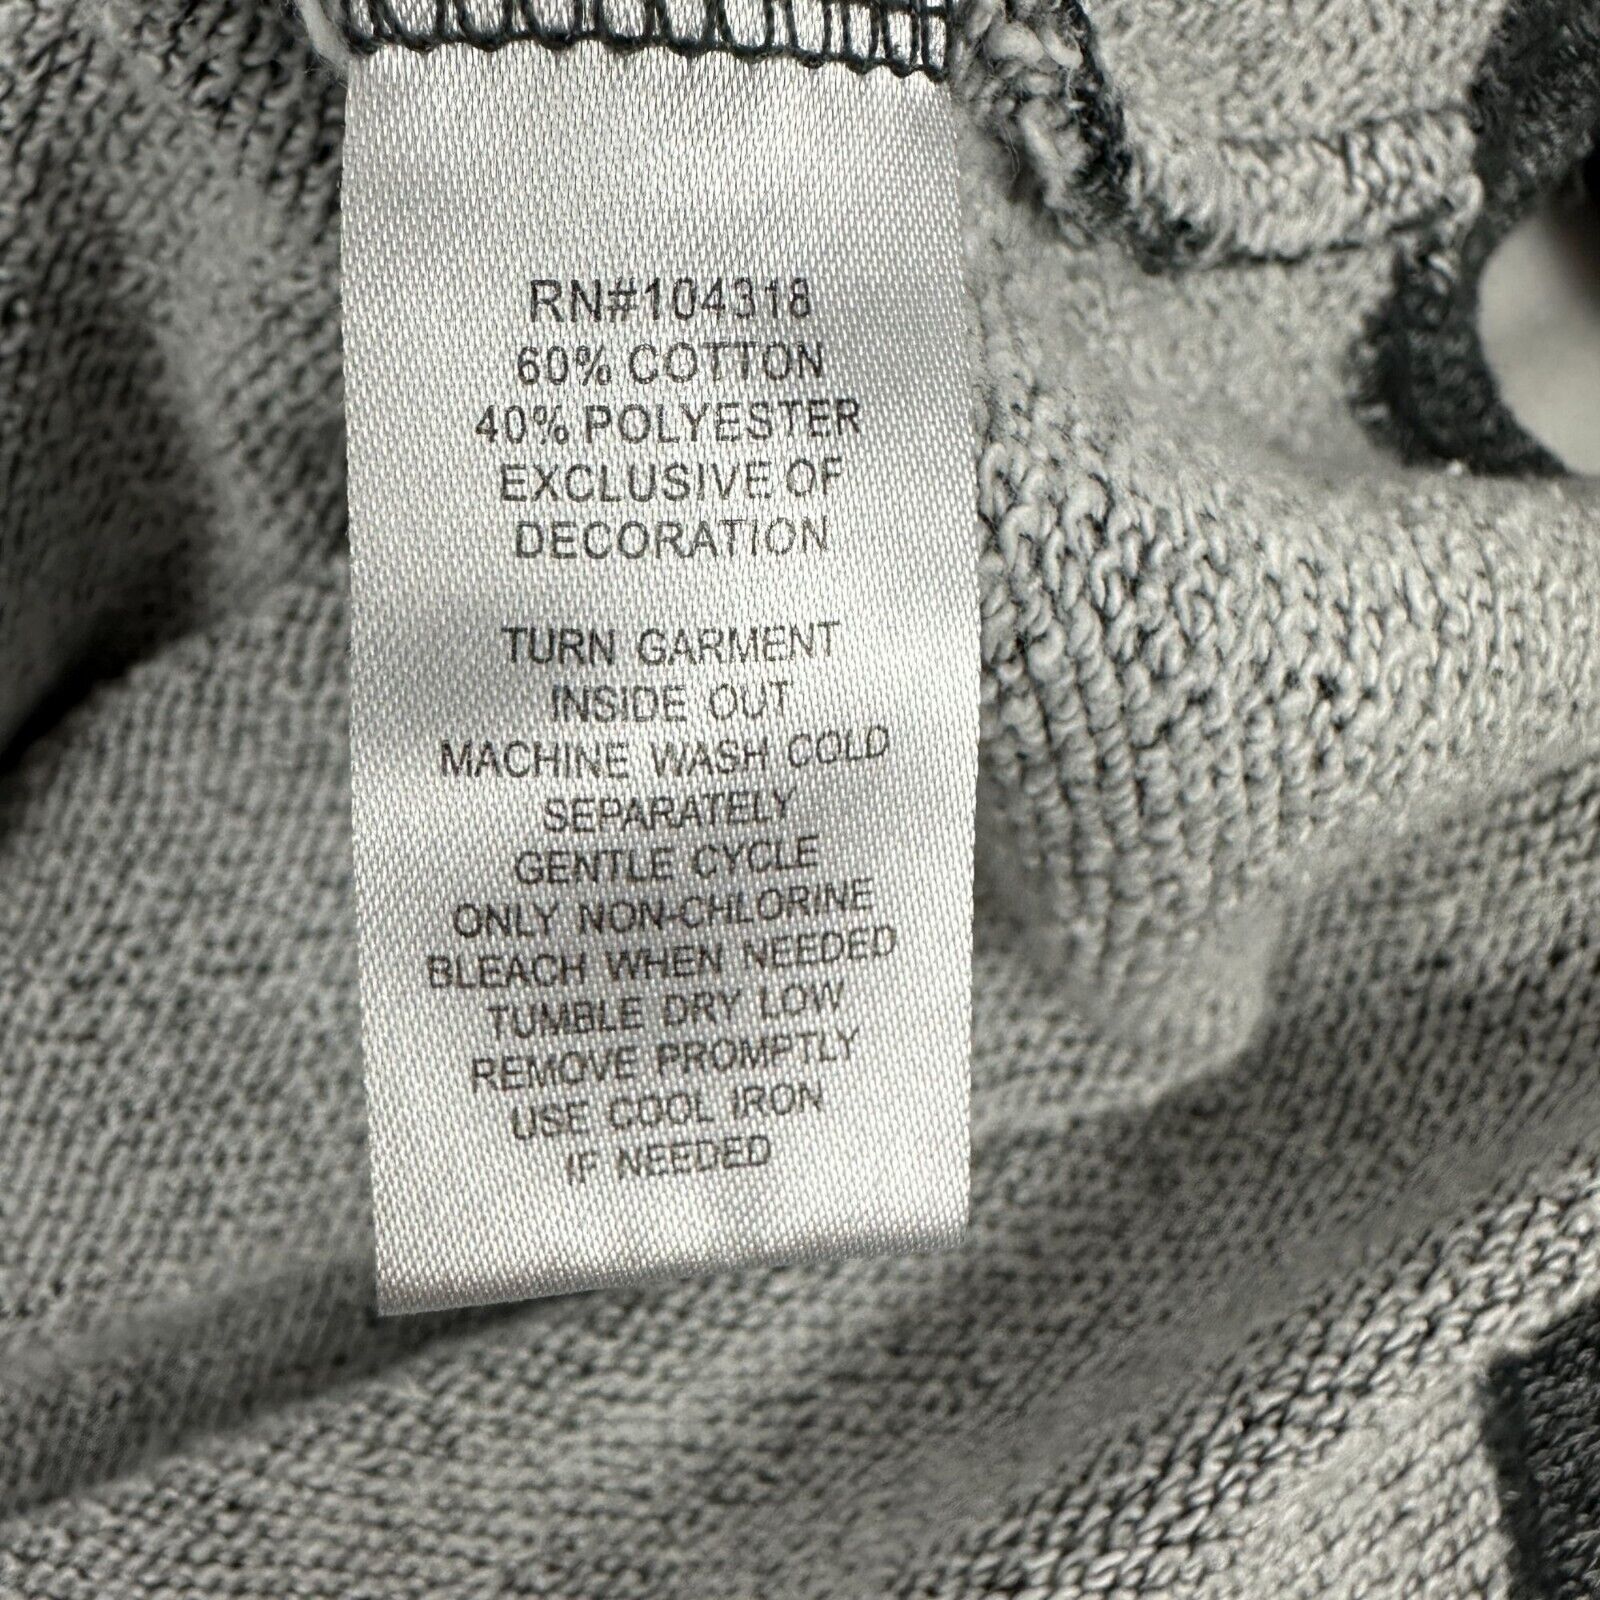 RN#104318
60% COTTON
40% POLYESTER
EXCLUSIVE OF
DECORATION
TURN GARMENT
INSIDE OUT
MACHINE WASH COLD
SEPARATELY
GENTLE CYCLE
ONLY NON-CHLORINE
BLEACH WHEN NEEDED
TUMBLE DRY LOW
REMOVE PROMPTLY
USE COOL IRON
IF NEEDED